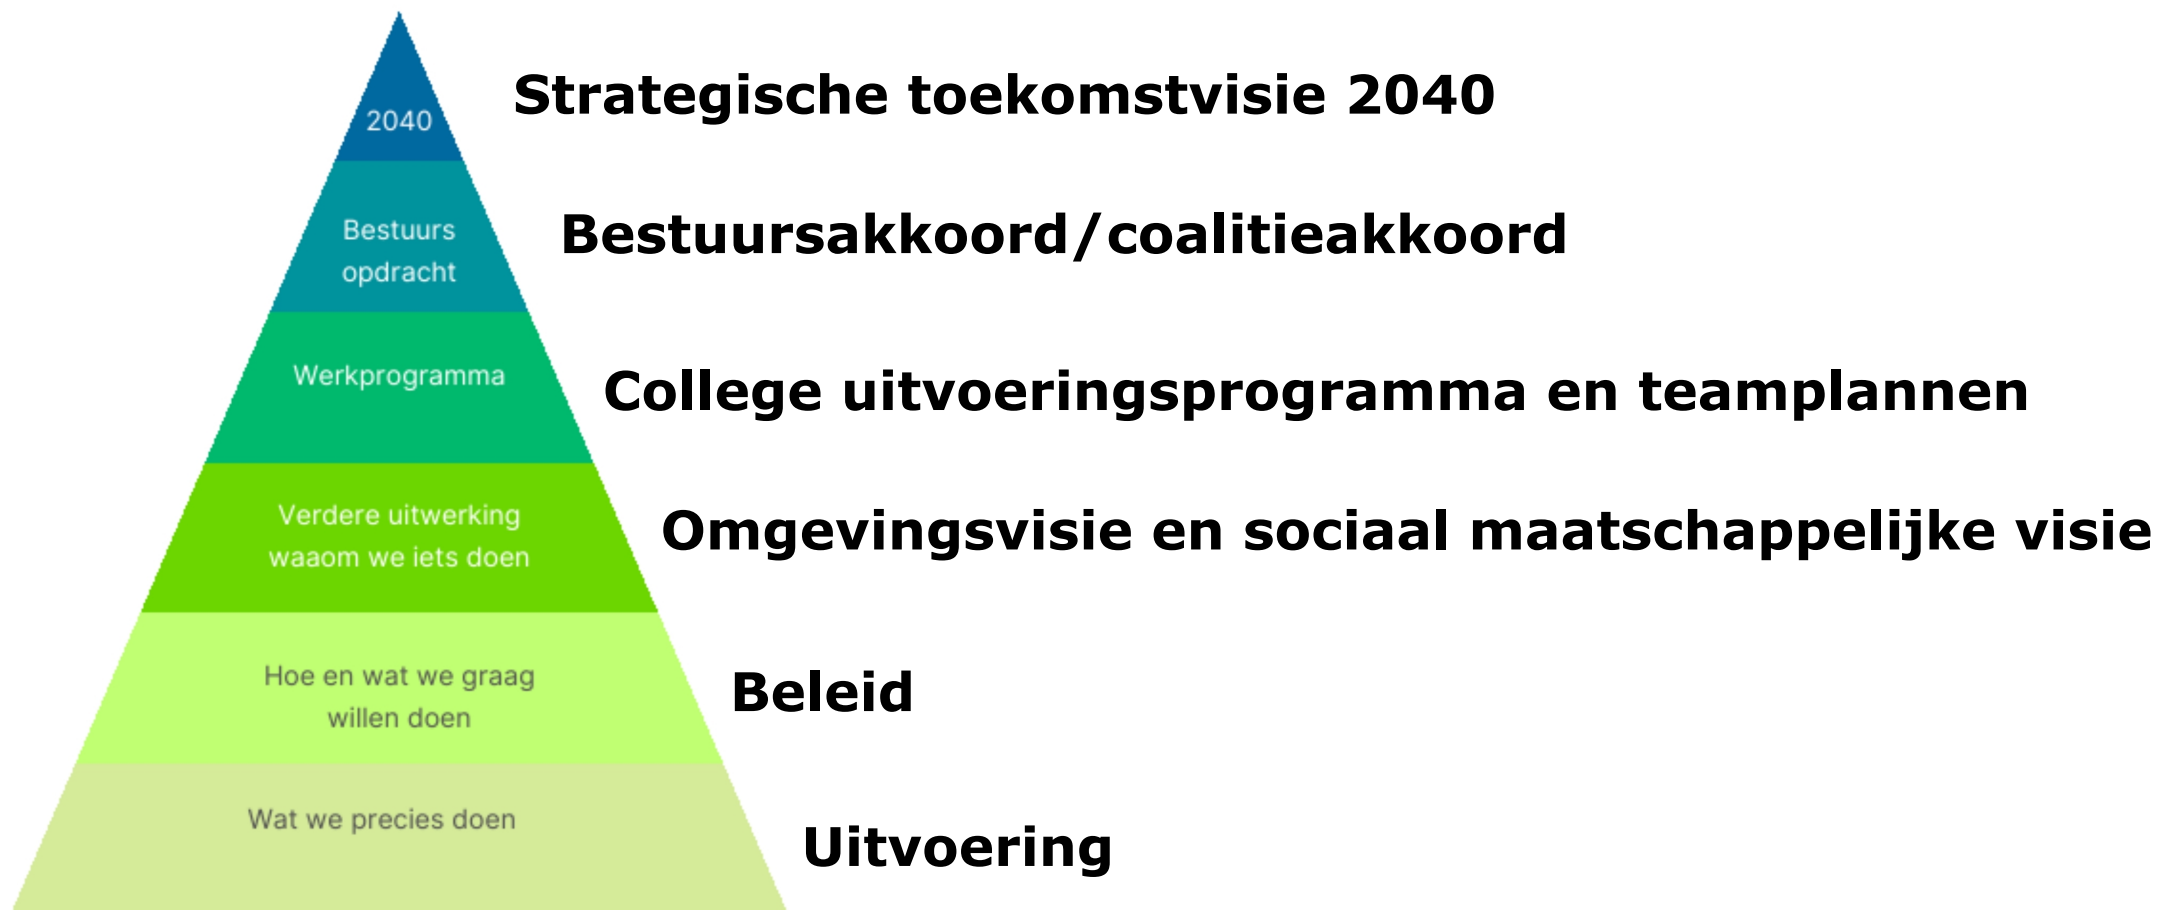 2040
Strategische toekomstvisie 2040
Bestuurs
opdracht
Bestuursakkoord/coalitieakkoord
Werkprogramma
College uitvoeringsprogramma en teamplannen
Verdere uitwerking
waaom we iets doen
Omgevingsvisie en sociaal maatschappelijke visie
Hoe en wat we graag
willen doen
Beleid
Wat we precies doen
Uitvoering